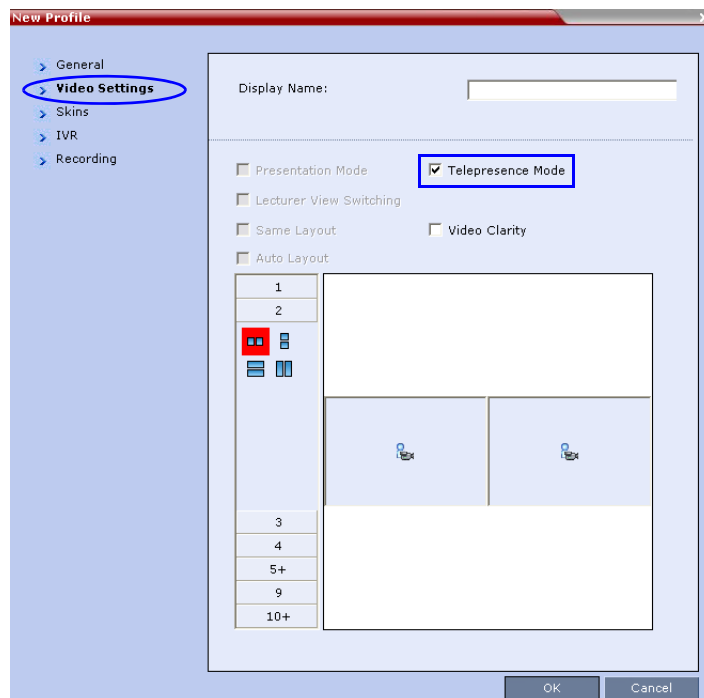 New Profile
General
Video Settings
Skins
IVR
Recording
Display Name:
Presentation Mode
Telepresence Mode
Lecturer View Switching
Same Layout
Video Clarity
Auto Layout
1
2
3
4
5+
9
10+
OK
Cancel